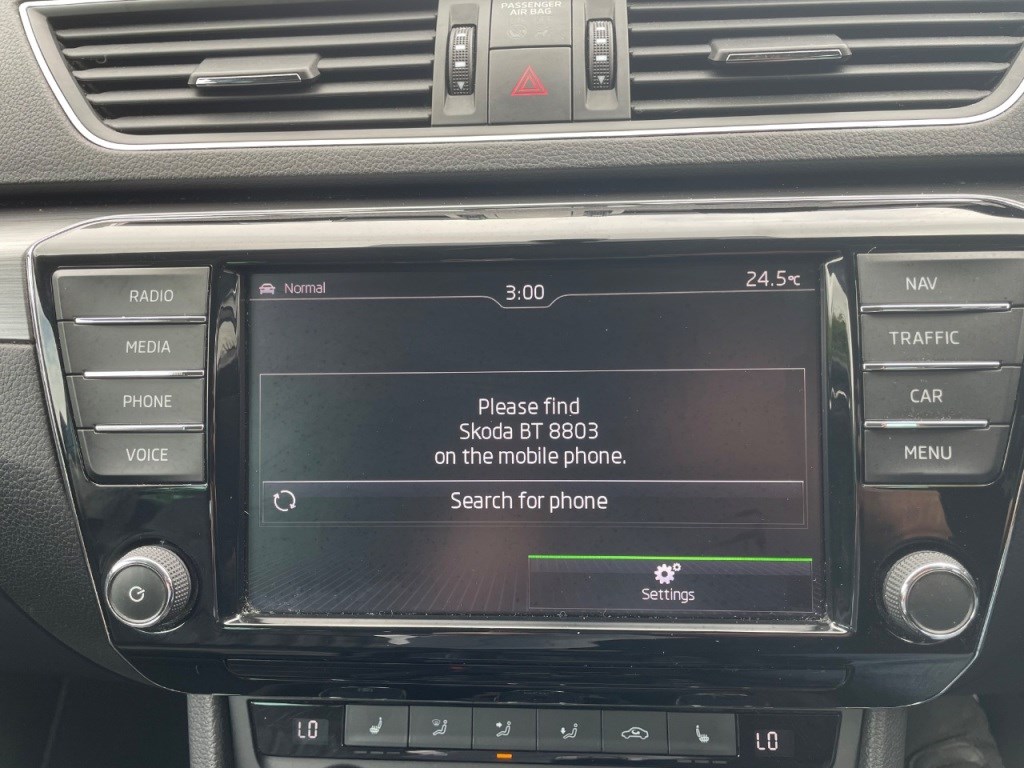 PASSENGER
AIR BAG
RADIO
MEDIA
PHONE
VOICE
Normal
3:00
24.5°C
Please find
Skoda BT 8803
on the mobile phone.
Search for phone
Settings
NAV
TRAFFIC
CAR
MENU
LO
LO